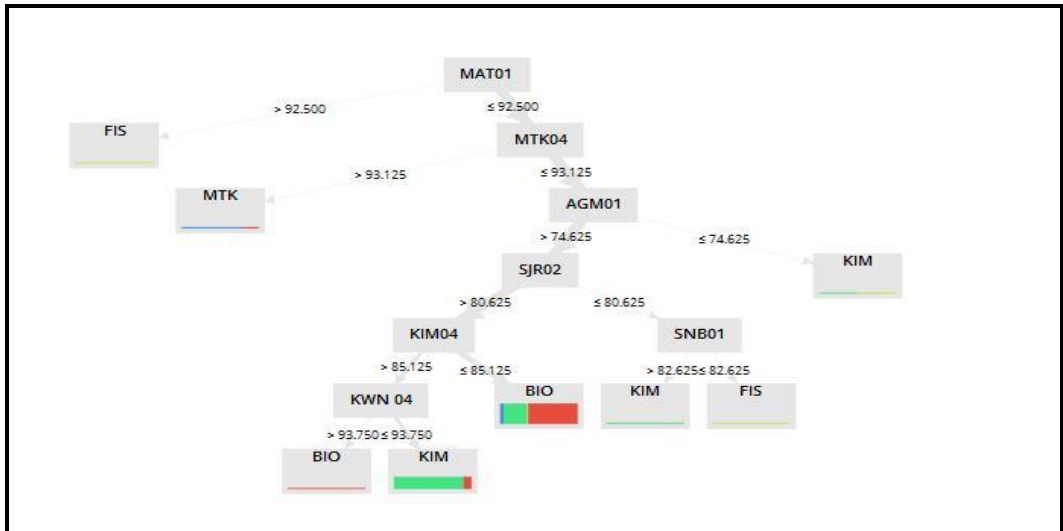 MAT01
> 92.500 ≤ 92.500
FIS
MTK04
> 93.125 ≤ 93.125
MTK
AGM01
> 74.625 ≤ 74.625
SJR02
KIM
> 80.625 ≤ 80.625
KIM04
SNB01
> 85.125 ≤ 85.125
> 82.625 ≤ 82.625
KWN 04
BIO
KIM
FIS
> 93.750 ≤ 93.750
BIO
KIM